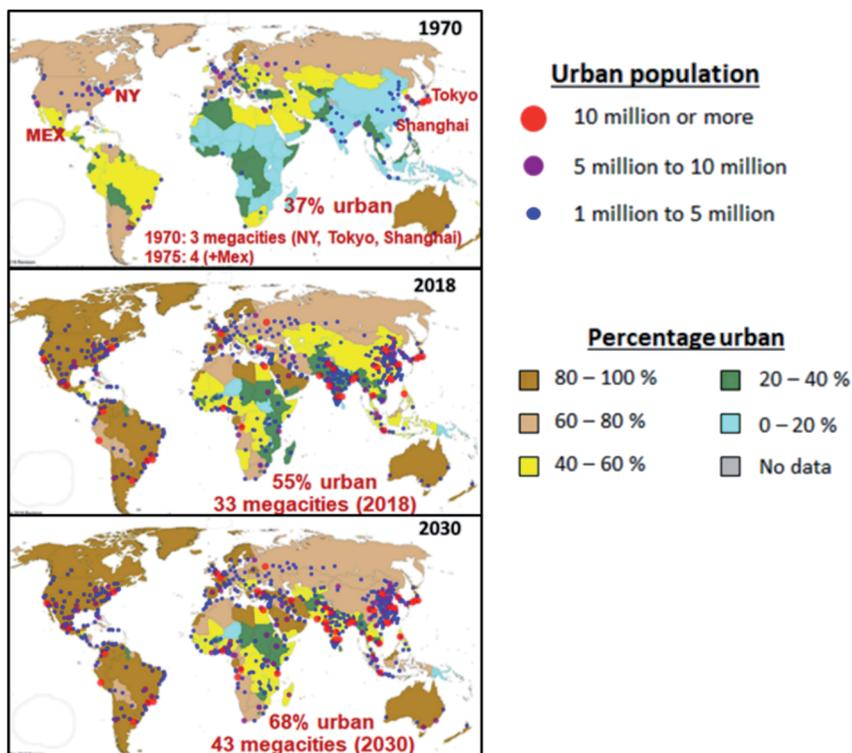 1970
NY
Tokyo
MEX
Shanghai
37% urban
1970: 3 megacities (NY, Tokyo, Shanghai)
1975: 4 (+Mex)
2018
55% urban
33 megacities (2018)
2030
68% urban
43 megacities (2030)
Urban population
10 million or more
5 million to 10 million
1 million to 5 million
Percentage urban
80 – 100 %
20 – 40 %
60 – 80 %
0 – 20 %
40 – 60 %
No data